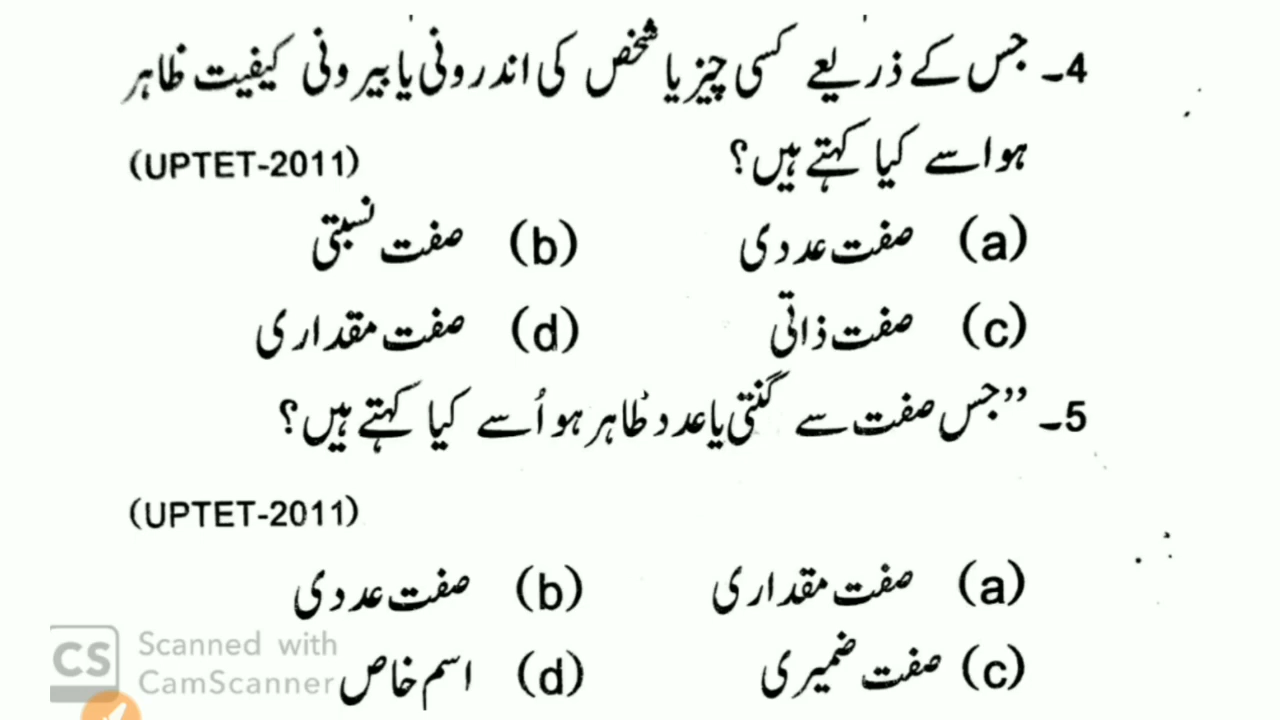 4۔ جس کے ذریعے کسی چیز یا شخص کی اندرونی یا بیرونی کیفیت ظاہر
ہو اسے کیا کہتے ہیں؟ (UPTET-2011)
(a) صفت عددی (b) صفت نسبتی
(c) صفت ذاتی (d) صفت مقداری
5۔ ”جس صفت سے گنتی یا عدد ظاہر ہو اُسے کیا کہتے ہیں؟
(UPTET-2011)
(a) صفت مقداری (b) صفت عددی
(c) صفت ضمیری (d) اسم خاص
CS Scanned with
CamScanner